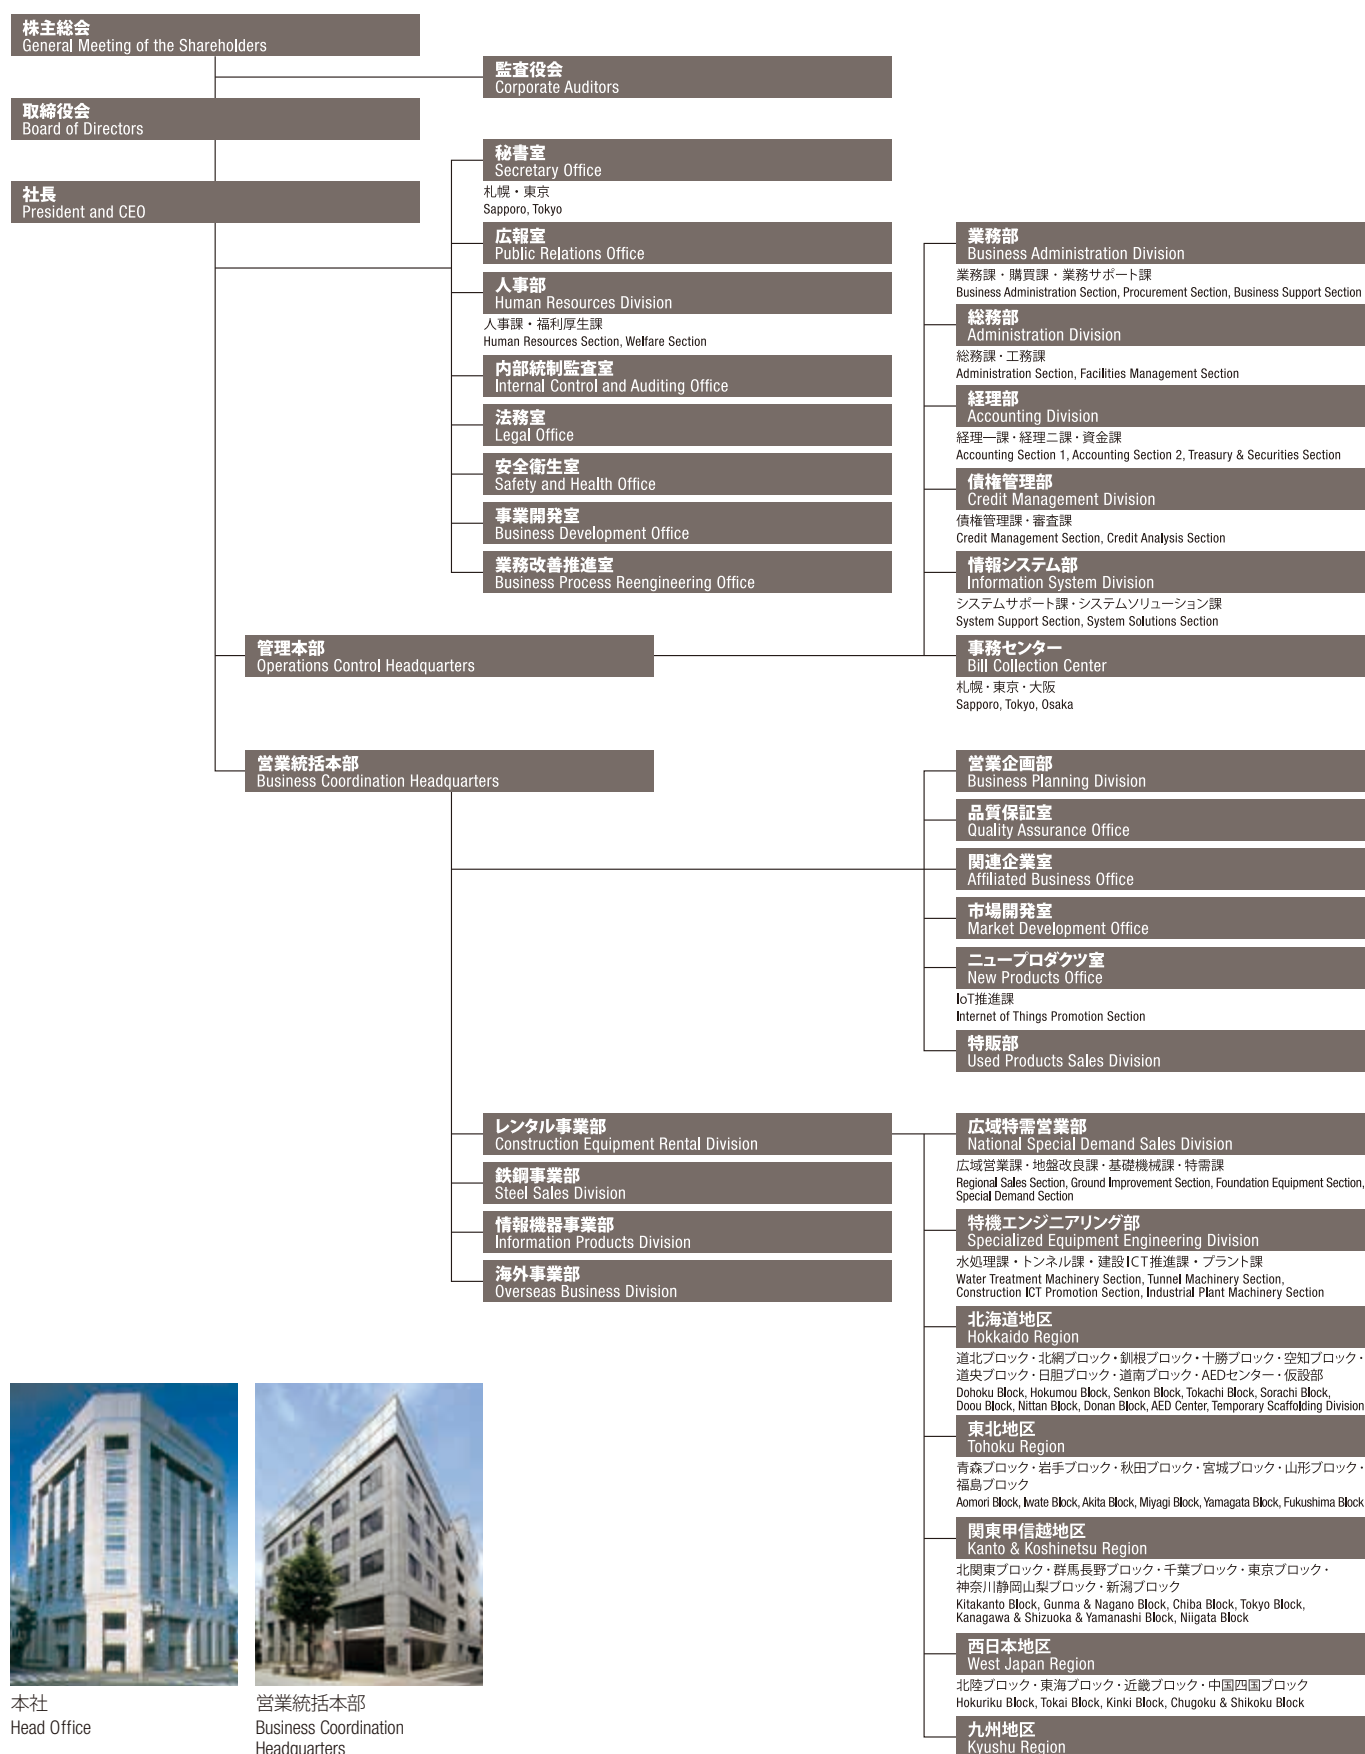 株主総会
General Meeting of the Shareholders
監査役会
Corporate Auditors
取締役会
Board of Directors
社長
President and CEO
秘書室
Secretary Office
札幌・東京
Sapporo, Tokyo
広報室
Public Relations Office
人事部
Human Resources Division
人事課・福利厚生課
Human Resources Section, Welfare Section
内部統制監査室
Internal Control and Auditing Office
法務室
Legal Office
安全衛生室
Safety and Health Office
事業開発室
Business Development Office
業務改善推進室
Business Process Reengineering Office
管理本部
Operations Control Headquarters
業務部
Business Administration Division
業務課・購買課・業務サポート課
Business Administration Section, Procurement Section, Business Support Section
総務部
Administration Division
総務課・工務課
Administration Section, Facilities Management Section
経理部
Accounting Division
経理一課・経理二課・資金課
Accounting Section 1, Accounting Section 2, Treasury & Securities Section
債権管理部
Credit Management Division
債権管理課・審査課
Credit Management Section, Credit Analysis Section
情報システム部
Information System Division
システムサポート課・システムソリューション課
System Support Section, System Solutions Section
事務センター
Bill Collection Center
札幌・東京・大阪
Sapporo, Tokyo, Osaka
営業統括本部
Business Coordination Headquarters
営業企画部
Business Planning Division
品質保証室
Quality Assurance Office
関連企業室
Affiliated Business Office
市場開発室
Market Development Office
ニュープロダクツ室
New Products Office
IoT推進課
Internet of Things Promotion Section
特販部
Used Products Sales Division
レンタル事業部
Construction Equipment Rental Division
鉄鋼事業部
Steel Sales Division
情報機器事業部
Information Products Division
海外事業部
Overseas Business Division
広域特需営業部
National Special Demand Sales Division
広域営業課・地盤改良課・基礎機械課・特需課
Regional Sales Section, Ground Improvement Section, Foundation Equipment Section,
Special Demand Section
特機エンジニアリング部
Specialized Equipment Engineering Division
水処理課・トンネル課・建設ICT推進課・プラント課
Water Treatment Machinery Section, Tunnel Machinery Section,
Construction ICT Promotion Section, Industrial Plant Machinery Section
北海道地区
Hokkaido Region
道北ブロック・北網ブロック・釧根ブロック・十勝ブロック・空知ブロック・
道央ブロック・日胆ブロック・道南ブロック・AEDセンター・仮設部
Dohoku Block, Hokumou Block, Senkon Block, Tokachi Block, Sorachi Block,
Doou Block, Nittan Block, Donan Block, AED Center, Temporary Scaffolding Division
東北地区
Tohoku Region
青森ブロック・岩手ブロック・秋田ブロック・宮城ブロック・山形ブロック・
福島ブロック
Aomori Block, Iwate Block, Akita Block, Miyagi Block, Yamagata Block, Fukushima Block
関東甲信越地区
Kanto & Koshinetsu Region
北関東ブロック・群馬長野ブロック・千葉ブロック・東京ブロック・
神奈川静岡山梨ブロック・新潟ブロック
Kitakanto Block, Gunma & Nagano Block, Chiba Block, Tokyo Block,
Kanagawa & Shizuoka & Yamanashi Block, Niigata Block
西日本地区
West Japan Region
北陸ブロック・東海ブロック・近畿ブロック・中国四国ブロック
Hokuriku Block, Tokai Block, Kinki Block, Chugoku & Shikoku Block
九州地区
Kyushu Region
本社
Head Office
営業統括本部
Business Coordination
Headquarters